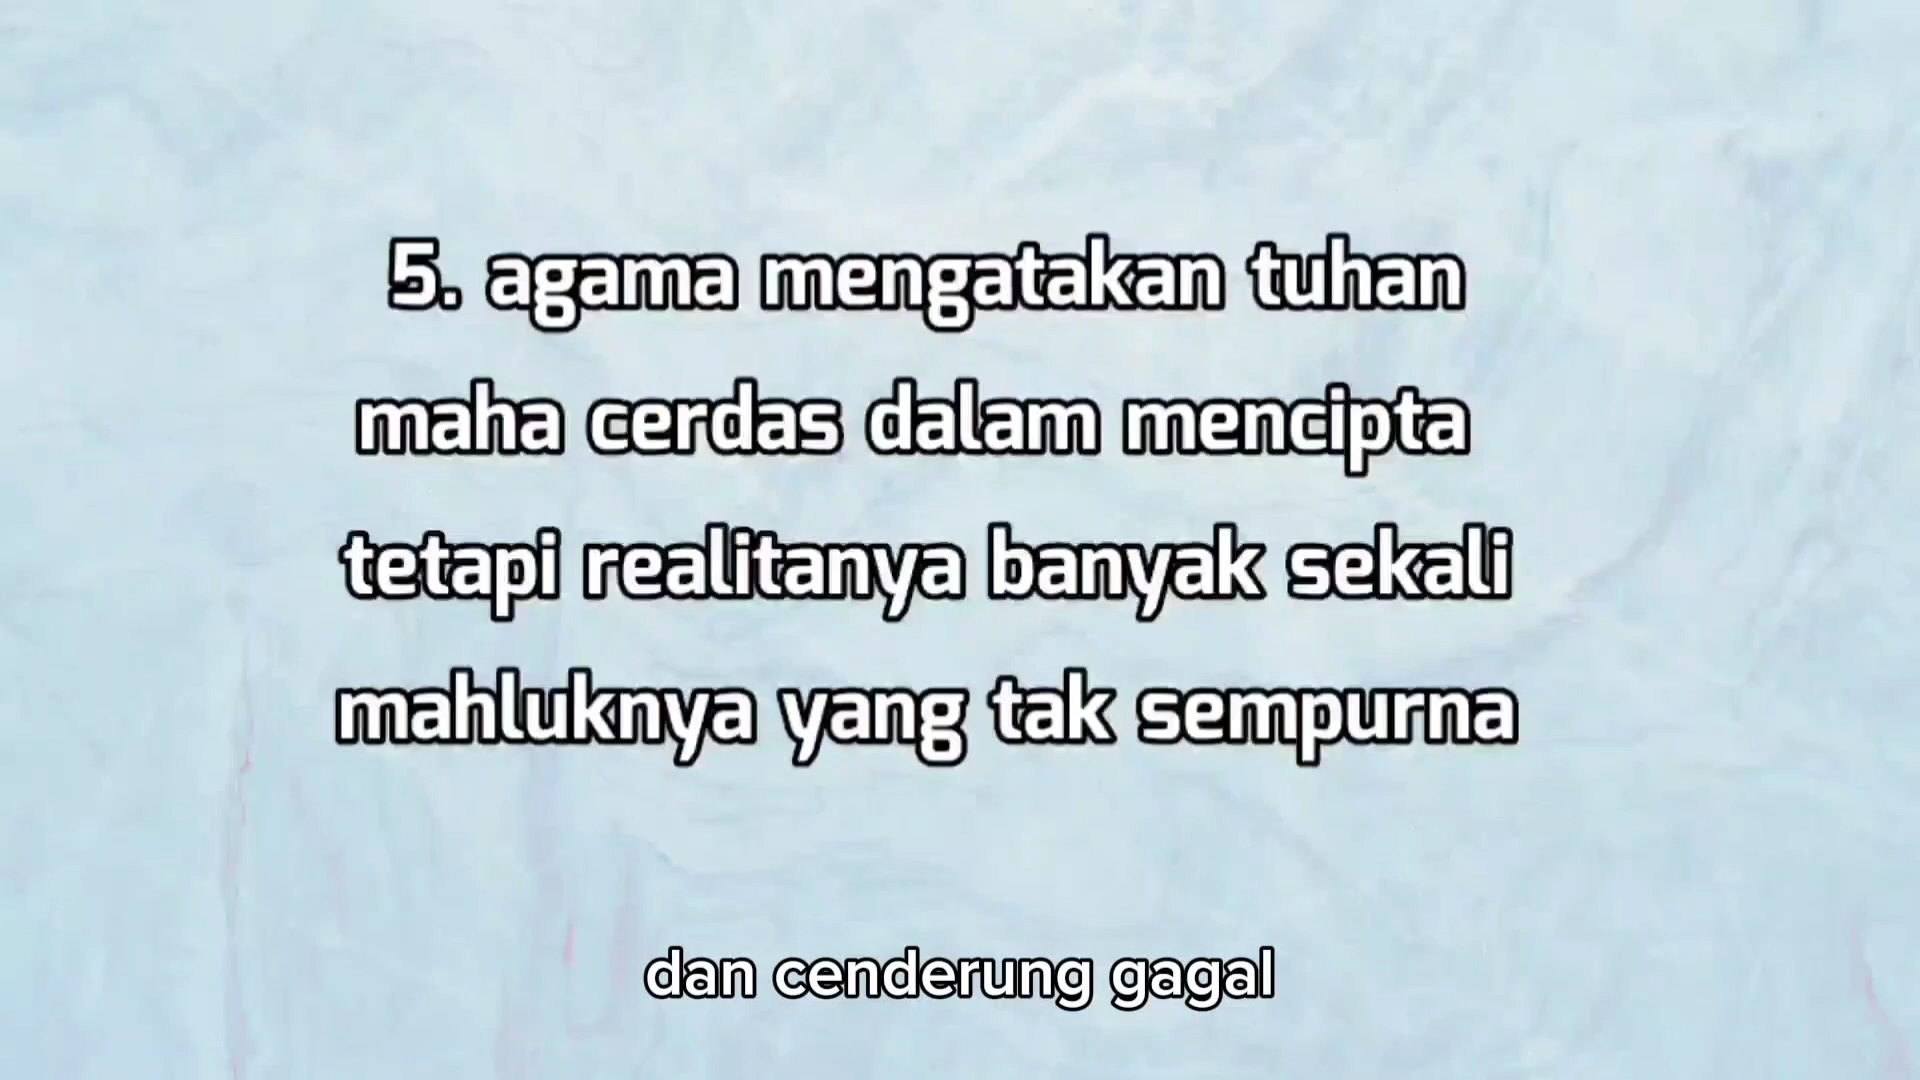 5. agama mengatakan tuhan
maha cerdas dalam mencipta
tetapi realitanya banyak sekali
mahluknya yang tak sempurna
dan cenderung gagal